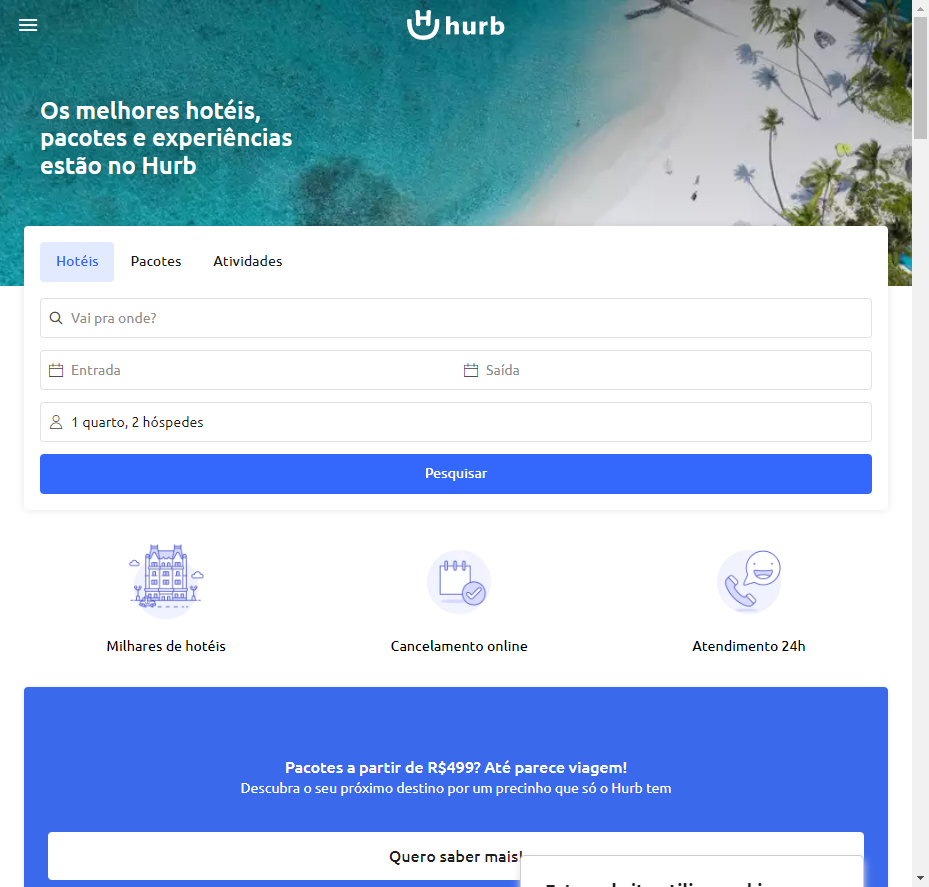 hurb
Os melhores hotéis,
pacotes e experiências
estão no Hurb
Hotéis Pacotes Atividades
Vai pra onde?
Entrada Saída
1 quarto, 2 hóspedes
Pesquisar
Milhares de hotéis Cancelamento online Atendimento 24h
Pacotes a partir de R$499? Até parece viagem!
Descubra o seu próximo destino por um precinho que só o Hurb tem
Quero saber mais!